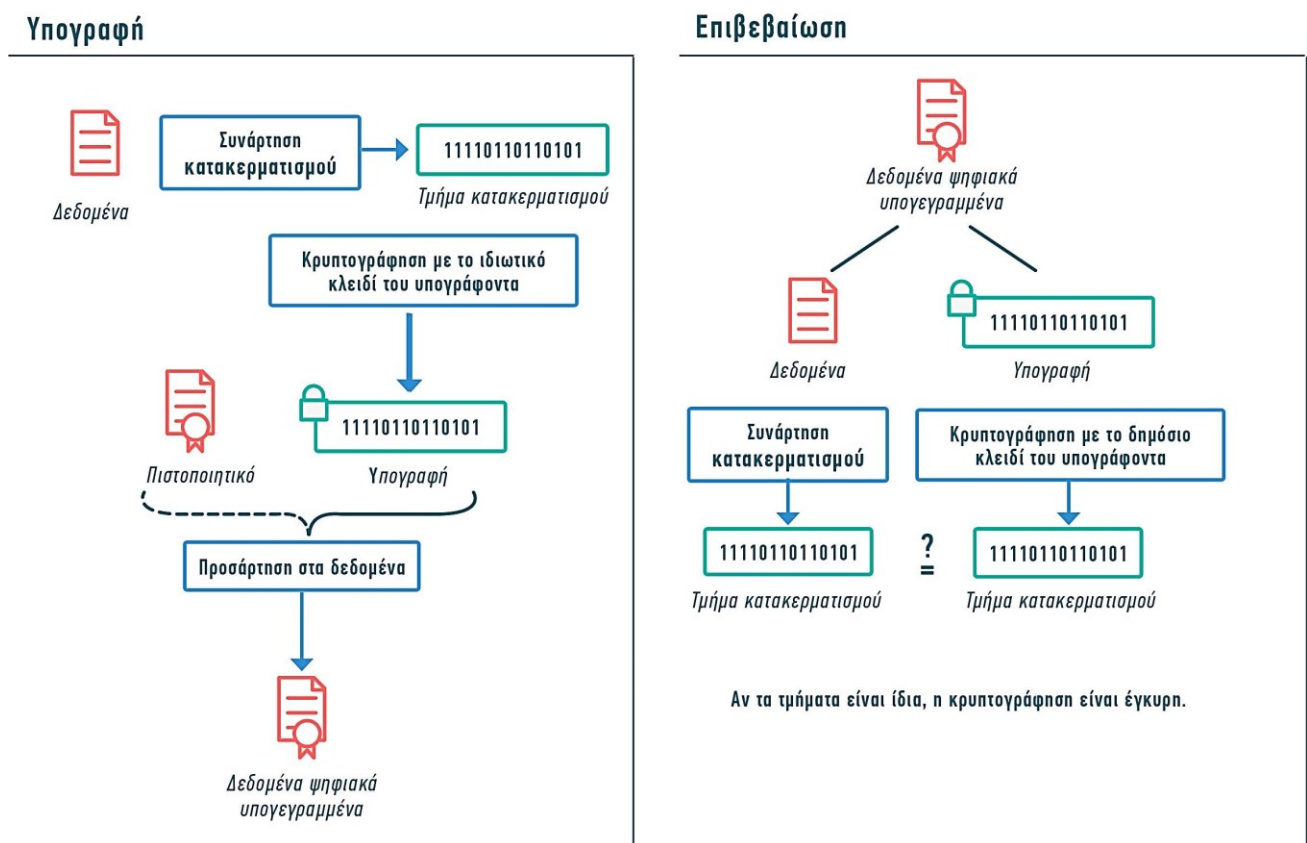 Υπογραφή
Δεδομένα
Συνάρτηση
κατακερματισμού
11110110110101
Τμήμα κατακερματισμού
Κρυπτογράφηση με το ιδιωτικό
κλειδί του υπογράφοντα
Πιστοποιητικό
11110110110101
Υπογραφή
Προσάρτηση στα δεδομένα
Δεδομένα ψηφιακά
υπογεγραμμένα
Επιβεβαίωση
Δεδομένα ψηφιακά
υπογεγραμμένα
Δεδομένα
11110110110101
Υπογραφή
Συνάρτηση
κατακερματισμού
Κρυπτογράφηση με το δημόσιο
κλειδί του υπογράφοντα
11110110110101
Τμήμα κατακερματισμού
?
=
11110110110101
Τμήμα κατακερματισμού
Αν τα τμήματα είναι ίδια, η κρυπτογράφηση είναι έγκυρη.